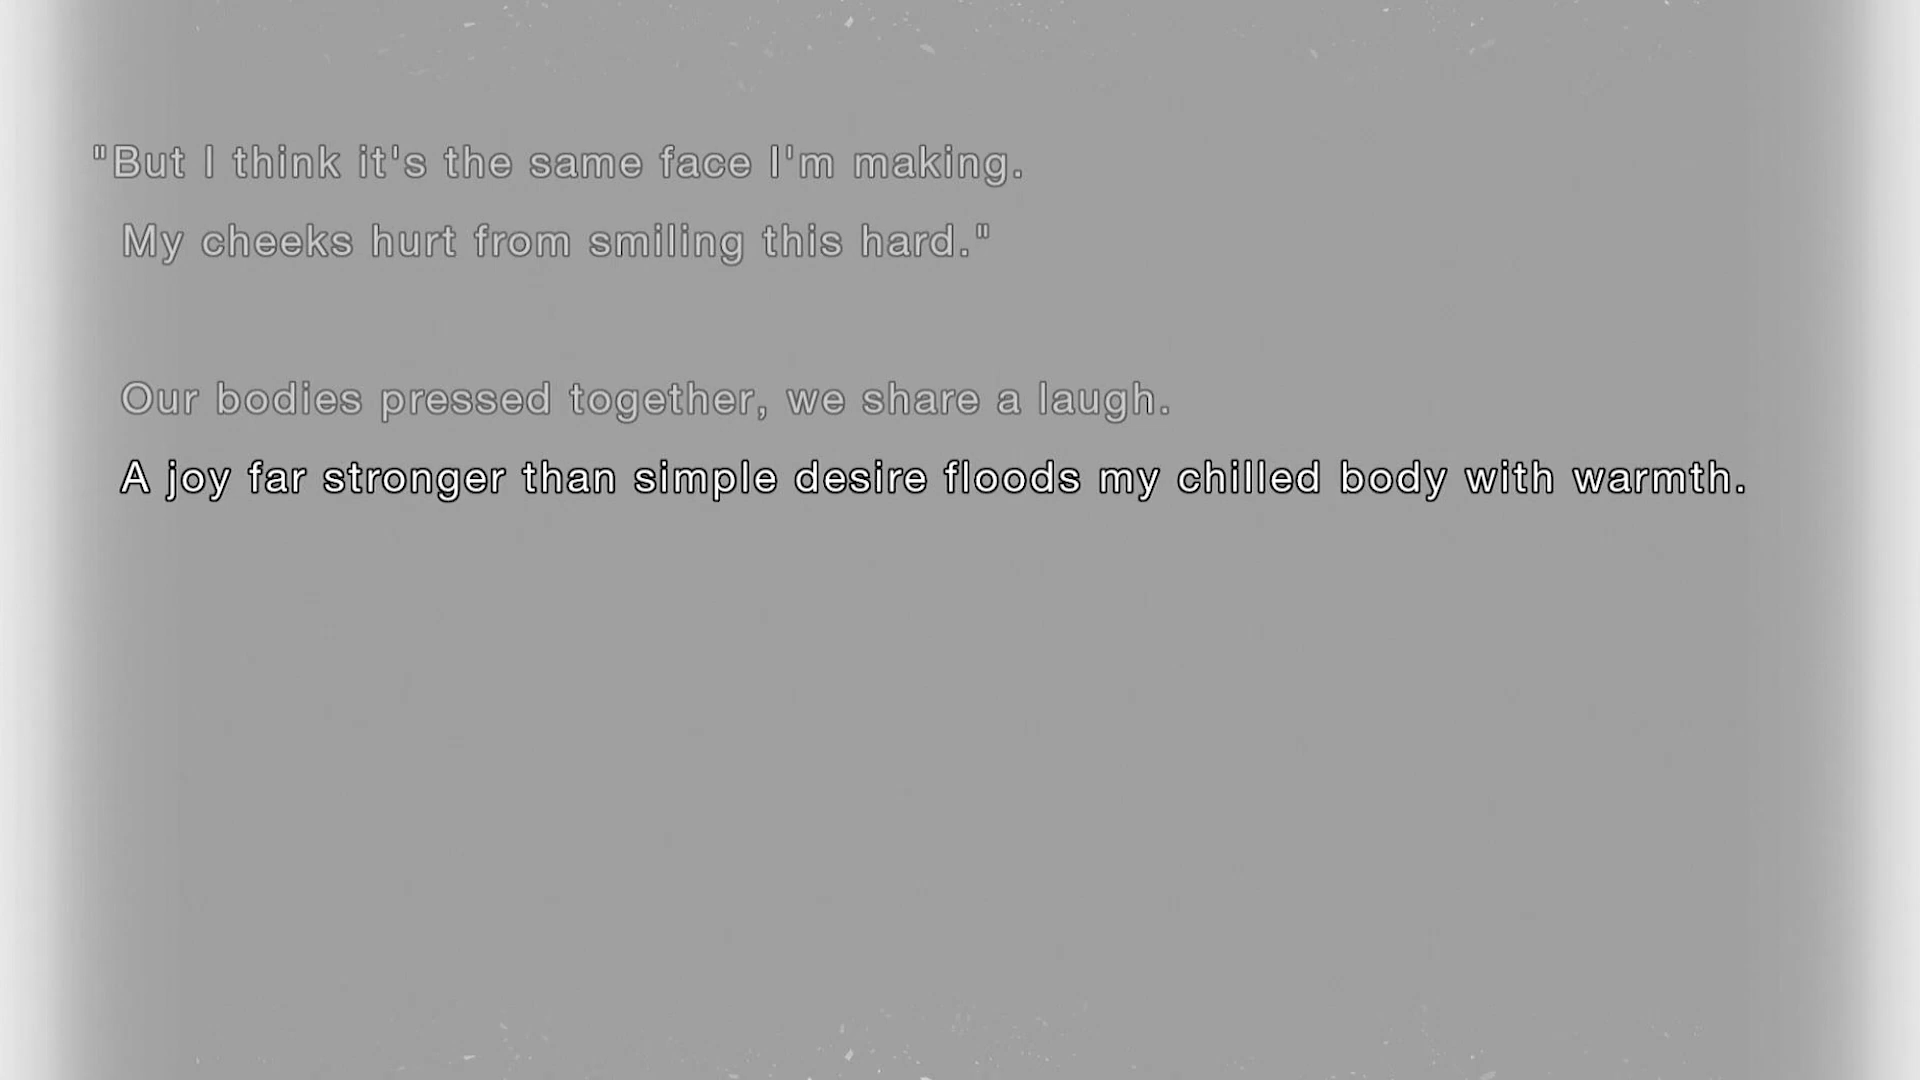 "But I think it's the same face I'm making.
My cheeks hurt from smiling this hard."
Our bodies pressed together, we share a laugh.
A joy far stronger than simple desire floods my chilled body with warmth.